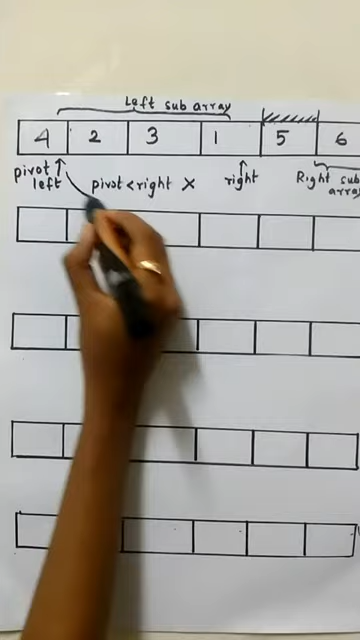 Left sub array
4 2 3 1 5 6
pivot
left
pivot < right ×
right
Right sub
array